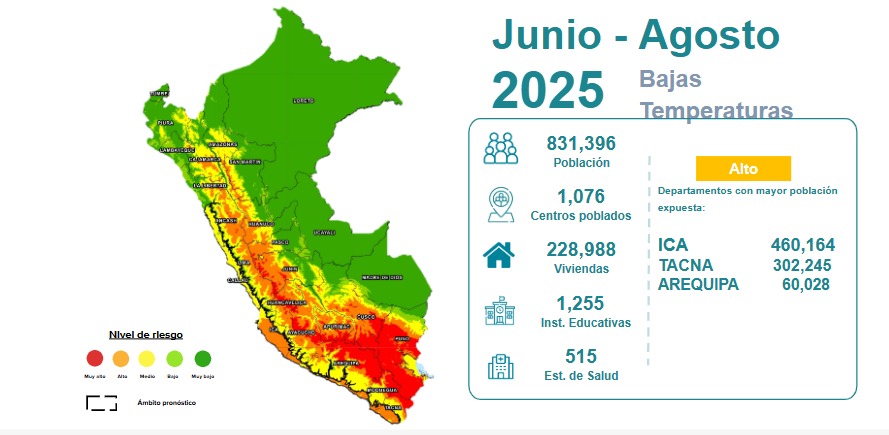 Junio - Agosto
2025
Bajas
Temperaturas
831,396
Población
1,076
Centros poblados
228,988
Viviendas
1,255
Inst. Educativas
515
Est. de Salud
Alto
Departamentos con mayor población
expuesta:
ICA 460,164
TACNA 302,245
AREQUIPA 60,028
LORETO
PIURA
LAMBAYEQUE
AMAZONAS
CAJAMARCA
SAN MARTIN
LA LIBERTAD
ANCASH
HUANUCO
UCAYALI
PASCO
JUNIN
LIMA
CALLAO
MADRE DE DIOS
HUANCAVELICA
CUSCO
ICA
AYACUCHO
APURIMAC
PUNO
AREQUIPA
MOQUEGUA
TACNA
Nivel de riesgo
Muy alto Alto Medio Bajo Muy bajo
Ámbito pronóstico